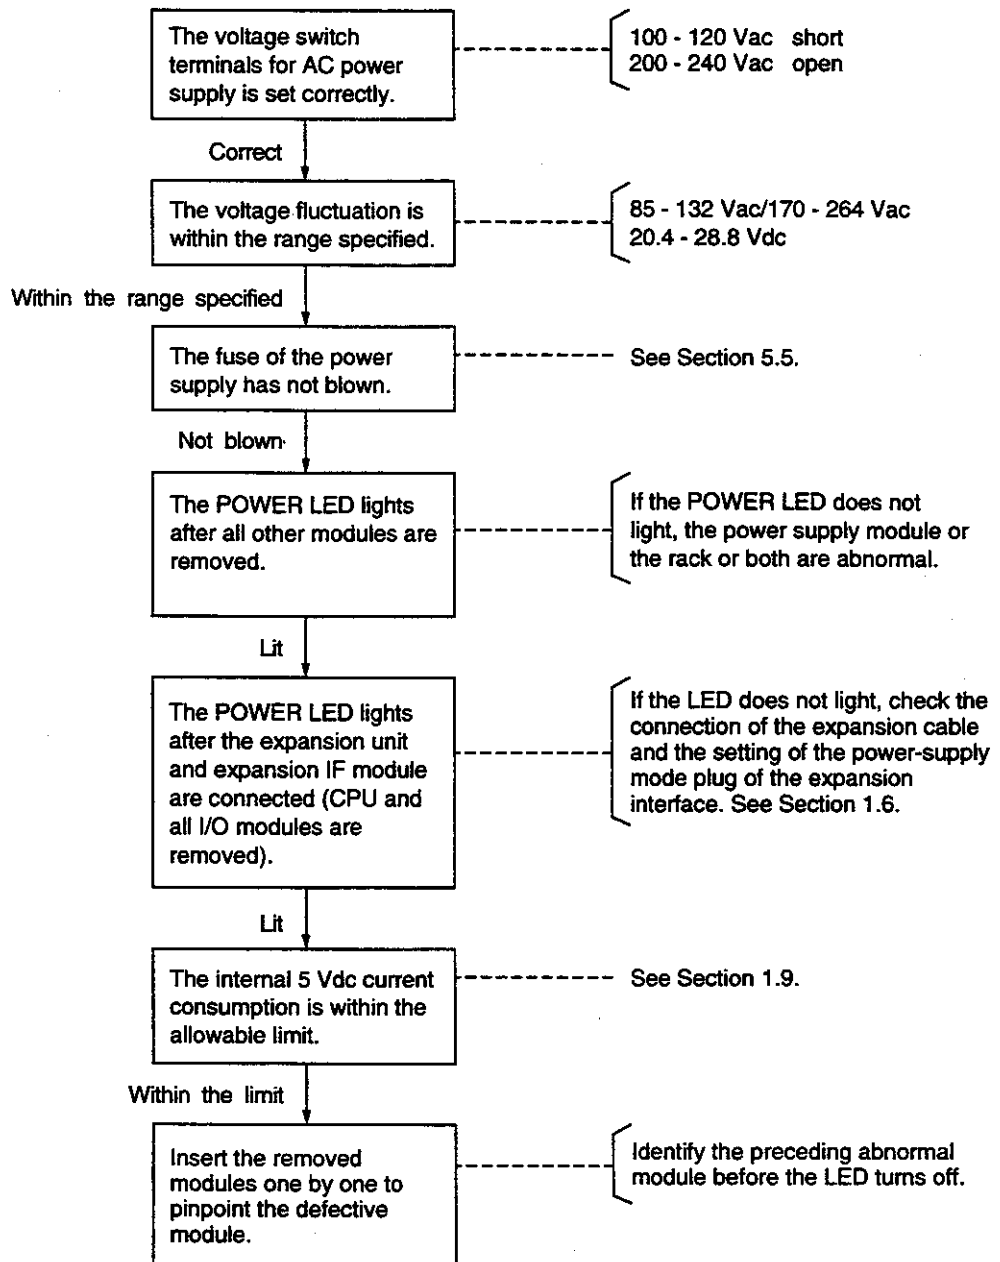 The voltage switch
terminals for AC power
supply is set correctly.
100 - 120 Vac short
200 - 240 Vac open
Correct
The voltage fluctuation is
within the range specified.
85 - 132 Vac/170 - 264 Vac
20.4 - 28.8 Vdc
Within the range specified
The fuse of the power
supply has not blown.
See Section 5.5.
Not blown
The POWER LED lights
after all other modules are
removed.
If the POWER LED does not
light, the power supply module or
the rack or both are abnormal.
Lit
The POWER LED lights
after the expansion unit
and expansion IF module
are connected (CPU and
all I/O modules are
removed).
If the LED does not light, check the
connection of the expansion cable
and the setting of the power-supply
mode plug of the expansion
interface. See Section 1.6.
Lit
The internal 5 Vdc current
consumption is within the
allowable limit.
See Section 1.9.
Within the limit
Insert the removed
modules one by one to
pinpoint the defective
module.
Identify the preceding abnormal
module before the LED turns off.